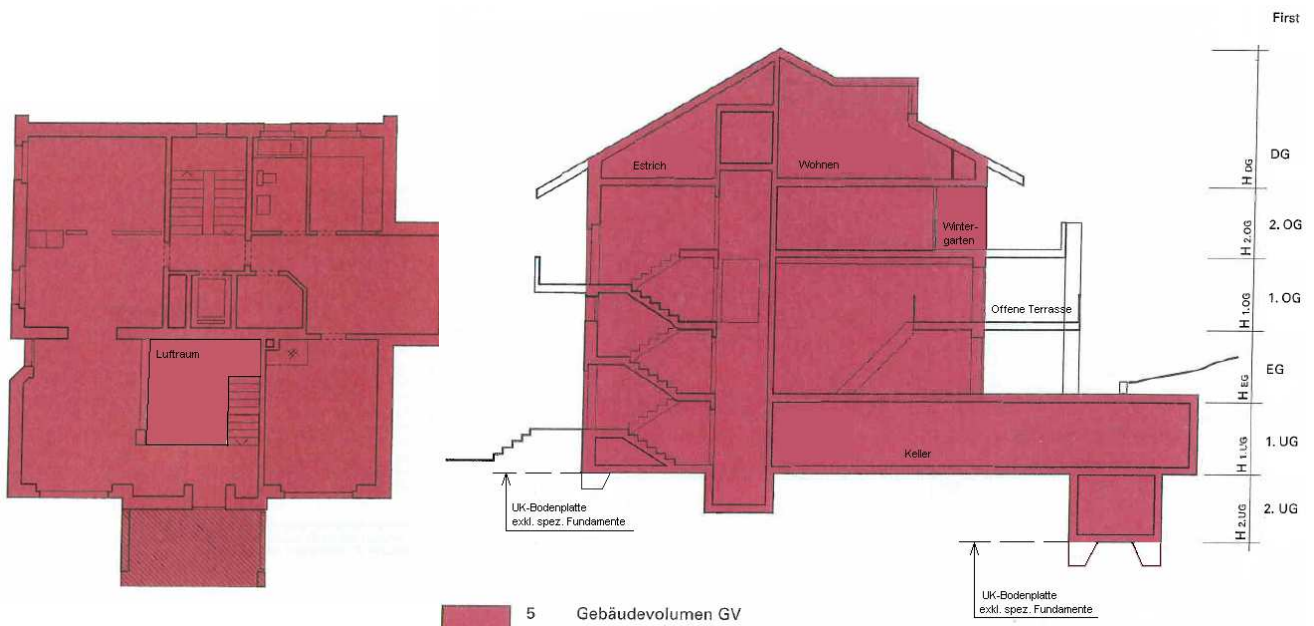 First
DG
H DG
Estrich
Wohnen
2. OG
H 2.OG
Winter-
garten
1. OG
H 1.OG
Offene Terrasse
Luftraum
EG
H EG
1. UG
H 1.UG
Keller
2. UG
H 2.UG
UK-Bodenplatte
exkl. spez. Fundamente
UK-Bodenplatte
exkl. spez. Fundamente
5 Gebäudevolumen GV